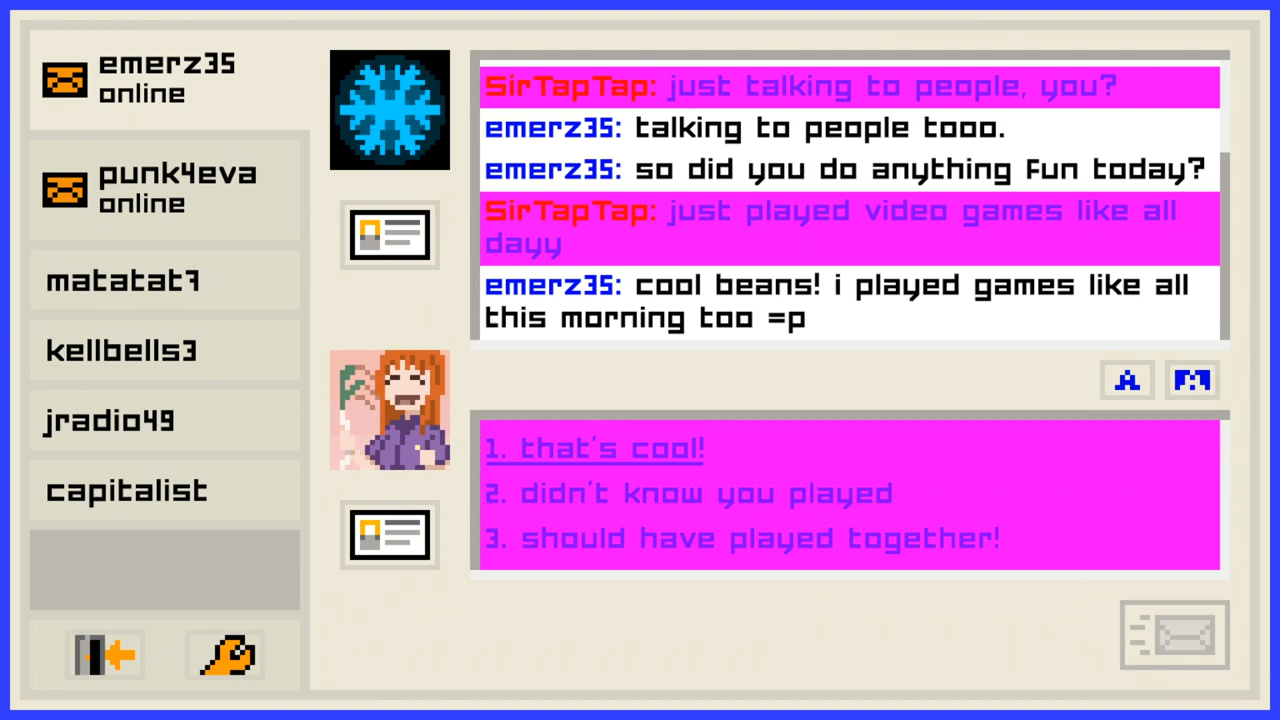 emerz35
online
punk4eva
online
matatat7
kellbells3
jradio49
capitalist
SirTapTap: just talking to people, you?
emerz35: talking to people tooo.
emerz35: so did you do anything fun today?
SirTapTap: just played video games like all
dayy
emerz35: cool beans! i played games like all
this morning too =p
A
1. that's cool!
2. didn't know you played
3. should have played together!